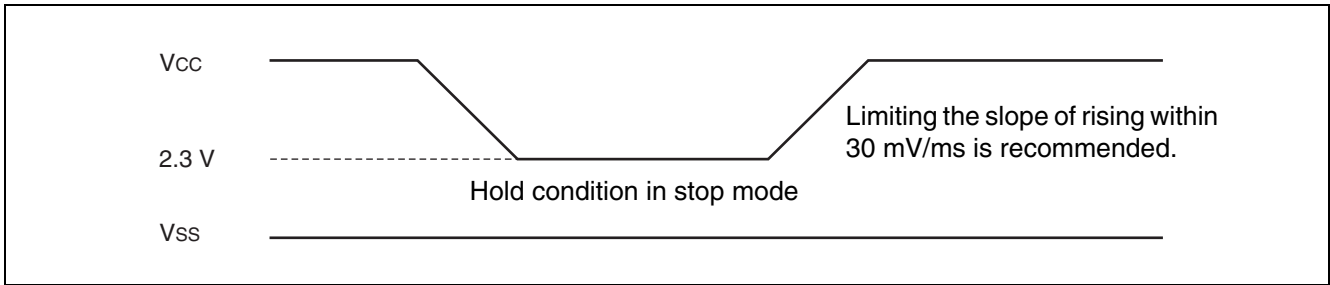 Vcc
Limiting the slope of rising within
30 mV/ms is recommended.
2.3 V
Hold condition in stop mode
Vss